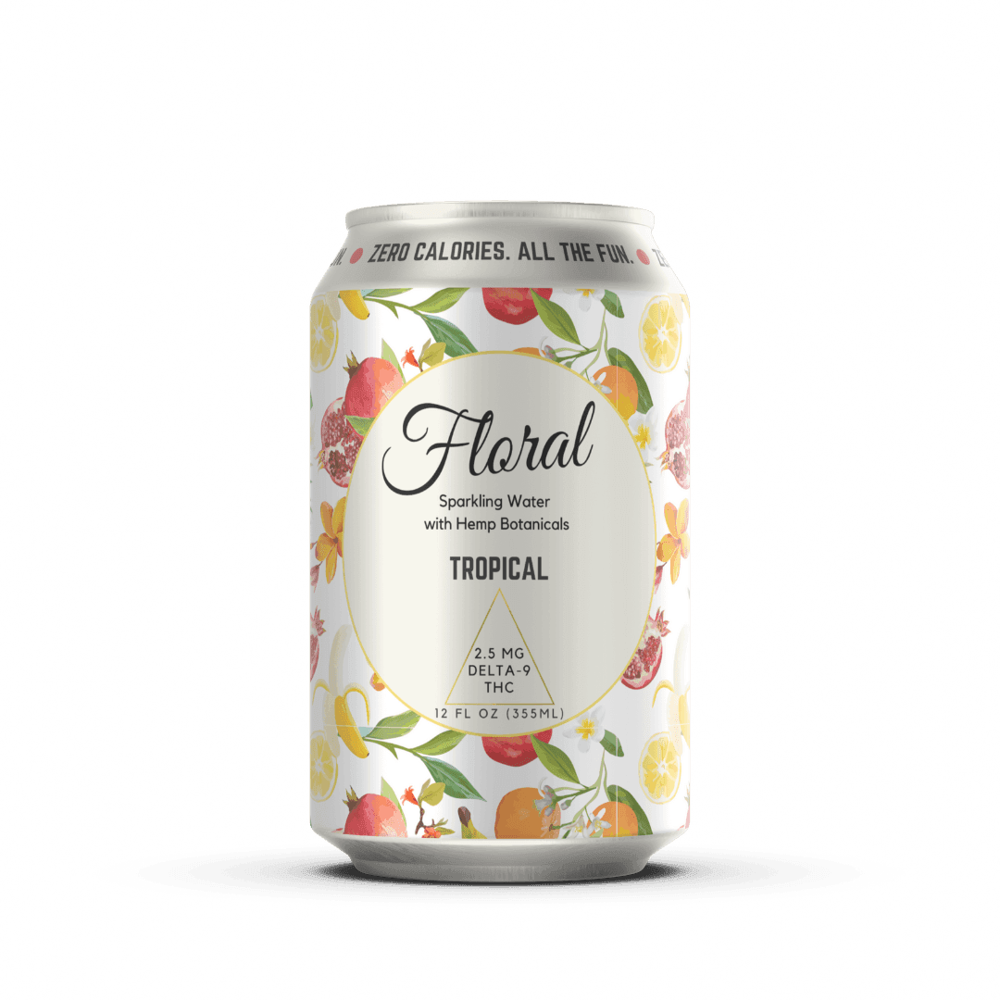 ZERO CALORIES. ALL THE FUN.
Floral
Sparkling Water
with Hemp Botanicals
TROPICAL
2.5 MG
DELTA-9
THC
12 FL OZ (355ML)